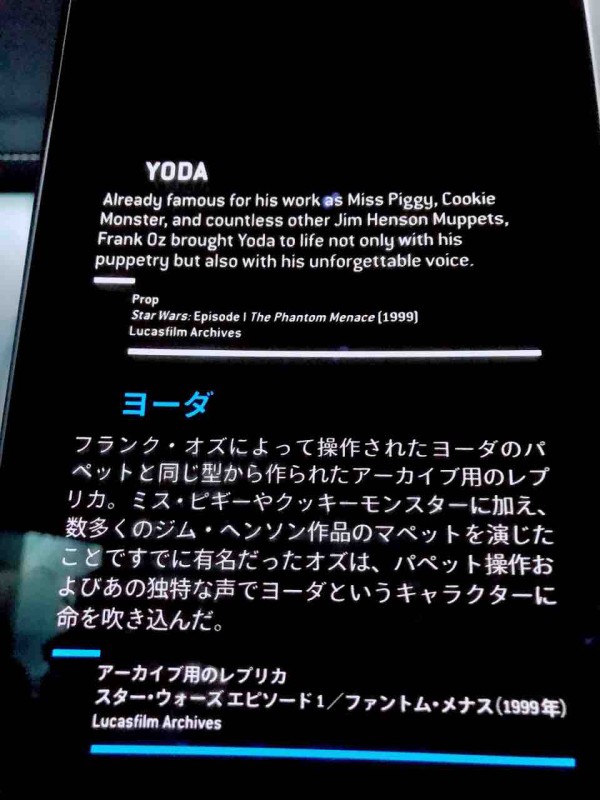 YODA
Already famous for his work as Miss Piggy, Cookie
Monster, and countless other Jim Henson Muppets,
Frank Oz brought Yoda to life not only with his
puppetry but also with his unforgettable voice.
Prop
Star Wars: Episode I The Phantom Menace (1999)
Lucasfilm Archives
ヨーダ
フランク・オズによって操作されたヨーダのパ
ペットと同じ型から作られたアーカイブ用のレプ
リカ。ミス・ピギーやクッキーモンスターに加え、
数多くのジム・ヘンソン作品のマペットを演じた
ことですでに有名だったオズは、パペット操作お
よびあの独特な声でヨーダというキャラクターに
命を吹き込んだ。
アーカイブ用のレプリカ
スター・ウォーズ エピソード1／ファントム・メナス(1999年)
Lucasfilm Archives